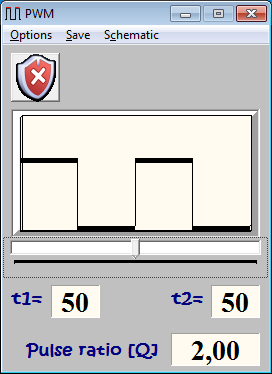 PWM
Options Save Schematic
t1= 50 t2= 50
Pulse ratio [Q] 2,00